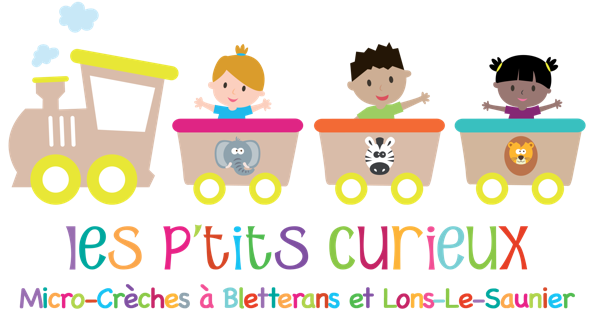 les p'tits curieux
Micro-Crèches à Bletterans et Lons-Le-Saunier